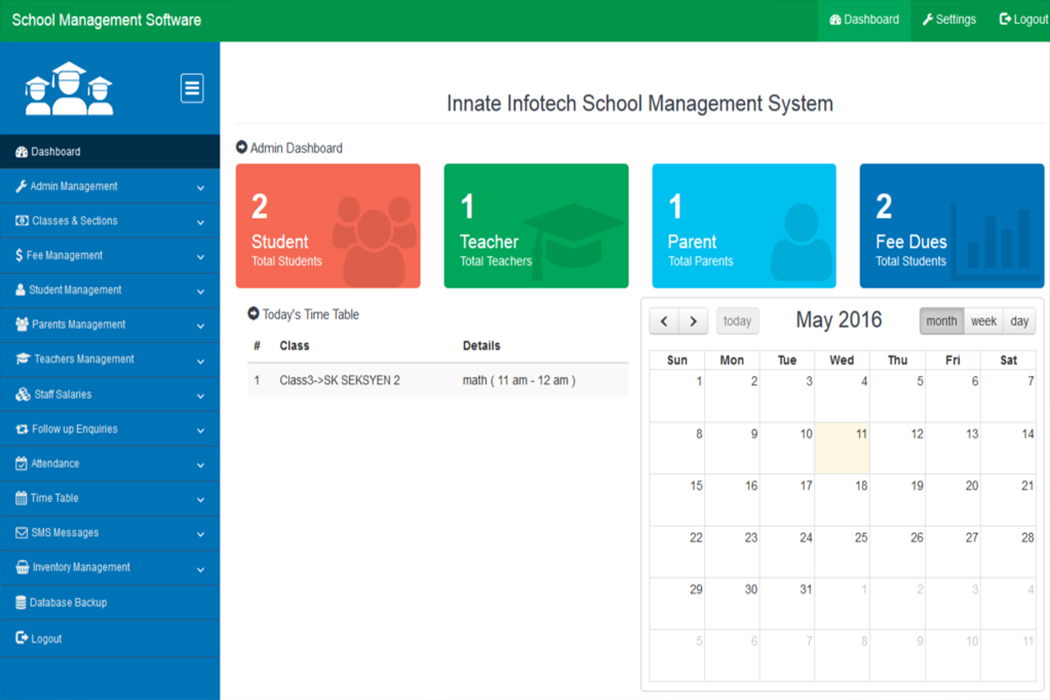 School Management Software
Dashboard Settings Logout
Dashboard
Admin Management
Classes & Sections
$ Fee Management
Student Management
Parents Management
Teachers Management
Staff Salaries
Follow up Enquiries
Attendance
Time Table
SMS Messages
Inventory Management
Database Backup
Logout
Innate Infotech School Management System
Admin Dashboard
2
Student
Total Students
1
Teacher
Total Teachers
1
Parent
Total Parents
2
Fee Dues
Total Students
Today's Time Table
# Class Details
1 Class3->SK SEKSYEN 2 math ( 11 am - 12 am )
today May 2016 month week day
Sun Mon Tue Wed Thu Fri Sat
1 2 3 4 5 6 7
8 9 10 11 12 13 14
15 16 17 18 19 20 21
22 23 24 25 26 27 28
29 30 31 1 2 3 4
5 6 7 8 9 10 11